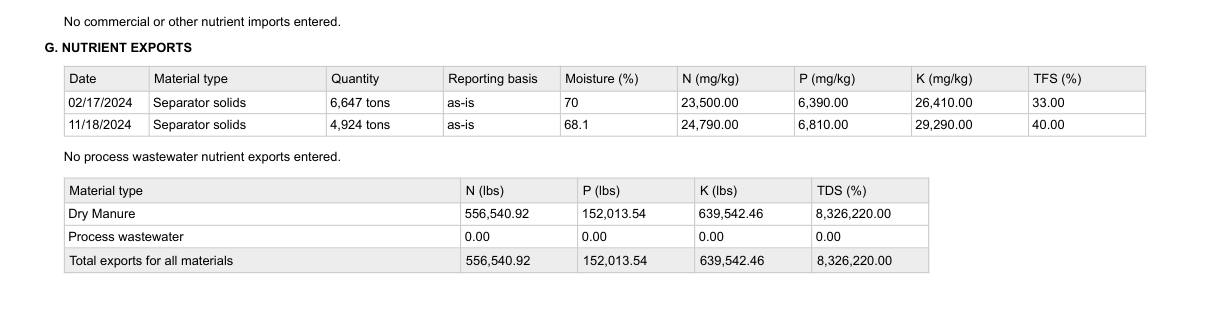 No commercial or other nutrient imports entered.
G. NUTRIENT EXPORTS
Date Material type Quantity Reporting basis Moisture (%) N (mg/kg) P (mg/kg) K (mg/kg) TFS (%)
02/17/2024 Separator solids 6,647 tons as-is 70 23,500.00 6,390.00 26,410.00 33.00
11/18/2024 Separator solids 4,924 tons as-is 68.1 24,790.00 6,810.00 29,290.00 40.00
No process wastewater nutrient exports entered.
Material type N (lbs) P (lbs) K (lbs) TDS (%)
Dry Manure 556,540.92 152,013.54 639,542.46 8,326,220.00
Process wastewater 0.00 0.00 0.00 0.00
Total exports for all materials 556,540.92 152,013.54 639,542.46 8,326,220.00